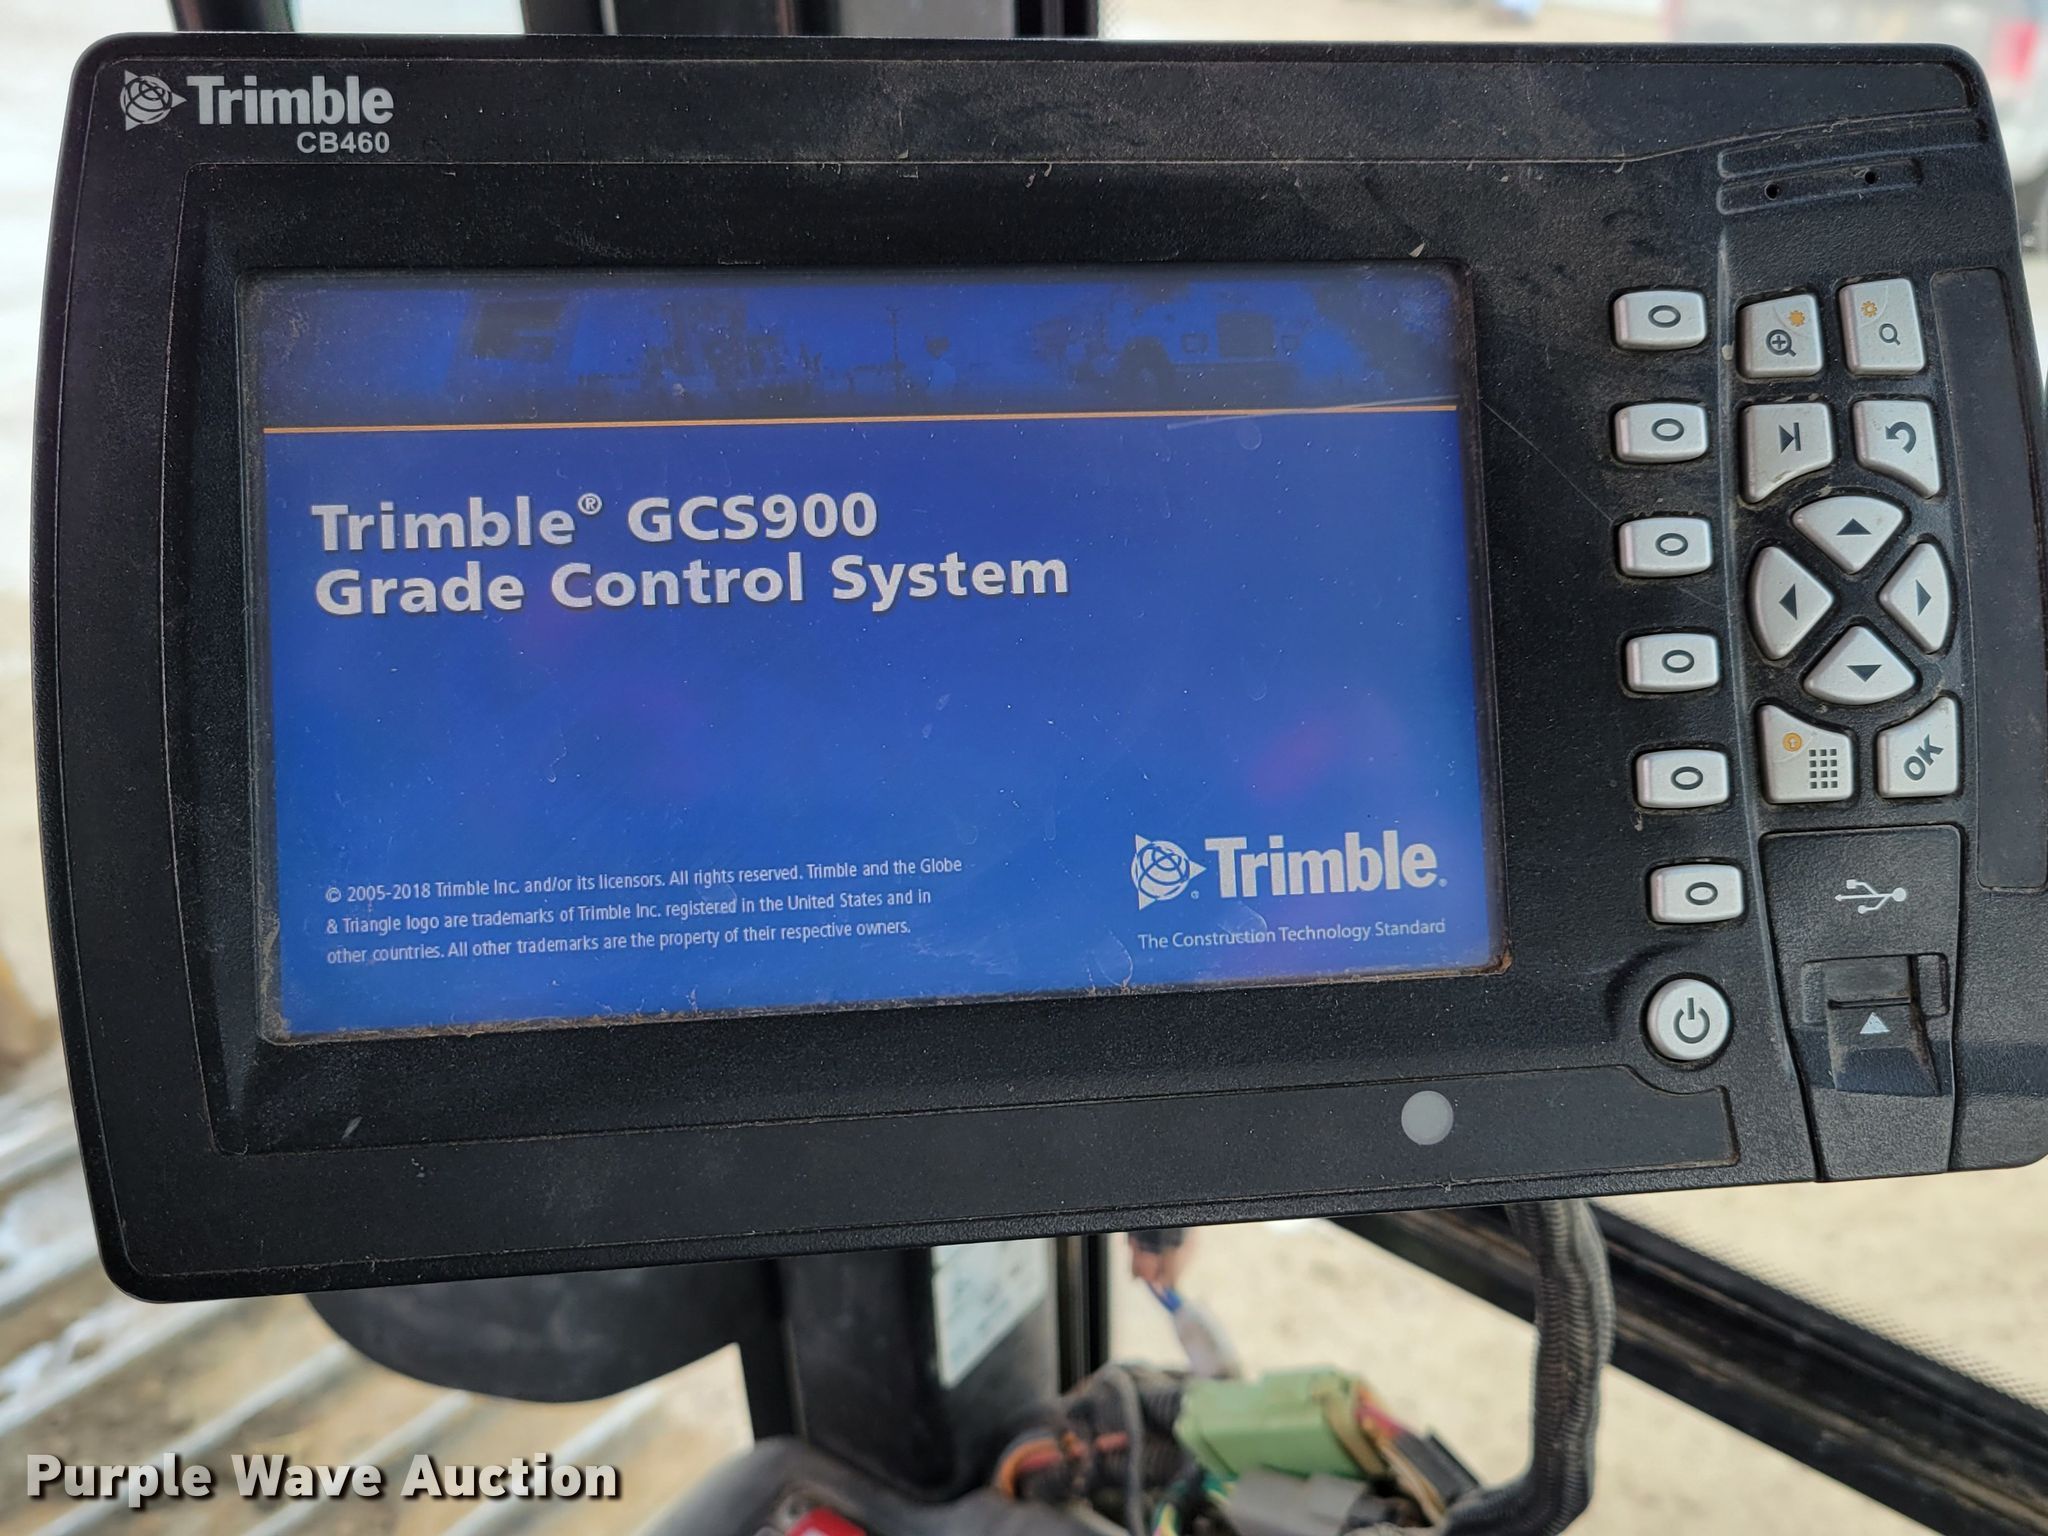 Trimble
CB460
Trimble® GCS900
Grade Control System
© 2005-2018 Trimble Inc. and/or its licensors. All rights reserved. Trimble and the Globe
& Triangle logo are trademarks of Trimble Inc. registered in the United States and in
other countries. All other trademarks are the property of their respective owners.
Trimble.
The Construction Technology Standard
OK
Purple Wave Auction